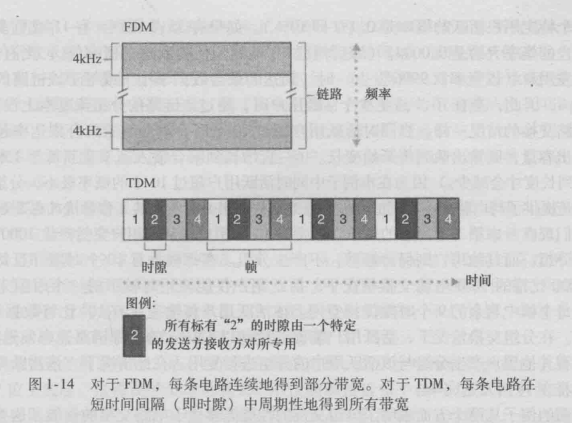 FDM
4kHz
链路
频率
4kHz
TDM
1 2 3 4 1 2 3 4 1 2 3 4 1 2 3 4 1 2 3 4
时隙
帧
时间
图例:
2
所有标有“2”的时隙由一个特定
的发送方接收方对所专用
图 1-14 对于 FDM，每条电路连续地得到部分带宽。对于 TDM，每条电路在
短时间间隔（即时隙）中周期性地得到所有带宽